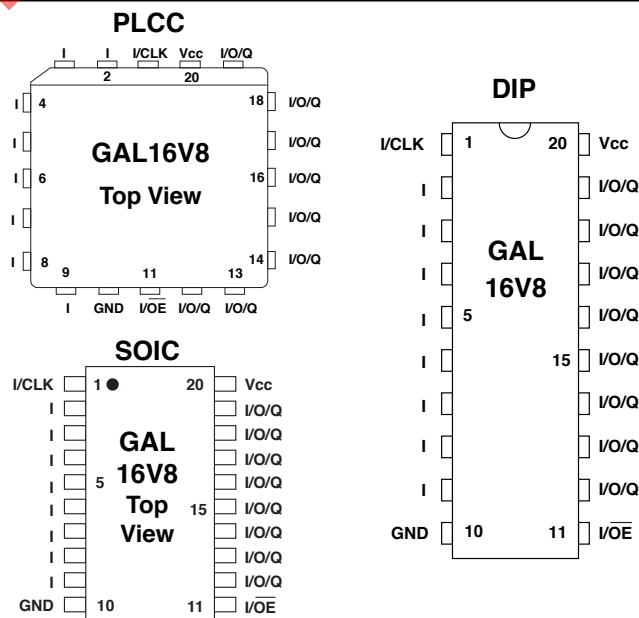 PLCC
I I I/CLK Vcc I/O/Q
2 20
I 4 18 I/O/Q
I I/O/Q
GAL16V8
I 6 16 I/O/Q
Top View
I I/O/Q
I 8 14 I/O/Q
9 11 13
I GND I/OE I/O/Q I/O/Q
SOIC
I/CLK 1 20 Vcc
I I/O/Q
I I/O/Q
GAL
I I/O/Q
16V8
I 5 I/O/Q
Top
I 15 I/O/Q
View
I I/O/Q
I I/O/Q
I I/O/Q
GND 10 11 I/OE
DIP
I/CLK 1 20 Vcc
I I/O/Q
I I/O/Q
GAL
I I/O/Q
16V8
I 5 I/O/Q
I 15 I/O/Q
I I/O/Q
I I/O/Q
I I/O/Q
GND 10 11 I/OE